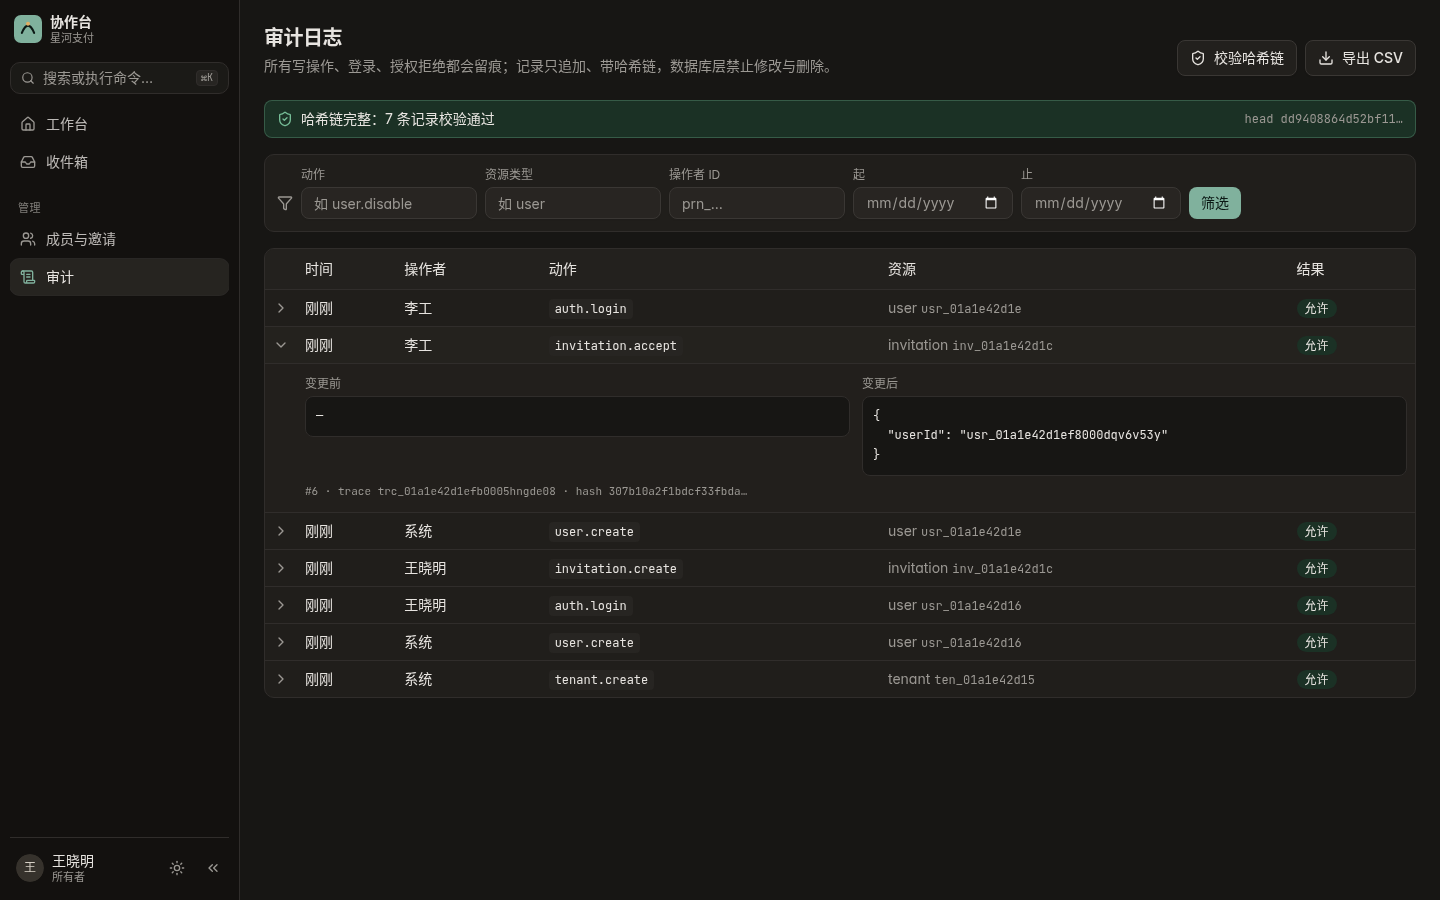 协作台
星河支付
搜索或执行命令... ⌘K
工作台
收件箱
管理
成员与邀请
审计
王 王晓明
所有者
审计日志
所有写操作、登录、授权拒绝都会留痕；记录只追加、带哈希链，数据库层禁止修改与删除。
校验哈希链 导出 CSV
哈希链完整：7 条记录校验通过 head dd9408864d52bf11…
动作 资源类型 操作者 ID 起 止
如 user.disable 如 user prn_... mm/dd/yyyy mm/dd/yyyy 筛选
时间 操作者 动作 资源 结果
刚刚 李工 auth.login user usr_01a1e42d1e 允许
刚刚 李工 invitation.accept invitation inv_01a1e42d1c 允许
变更前 变更后
— {
"userId": "usr_01a1e42d1ef8000dqv6v53y"
}
#6 · trace trc_01a1e42d1efb0005hngde08 · hash 307b10a2f1bdcf33fbda…
刚刚 系统 user.create user usr_01a1e42d1e 允许
刚刚 王晓明 invitation.create invitation inv_01a1e42d1c 允许
刚刚 王晓明 auth.login user usr_01a1e42d16 允许
刚刚 系统 user.create user usr_01a1e42d16 允许
刚刚 系统 tenant.create tenant ten_01a1e42d15 允许